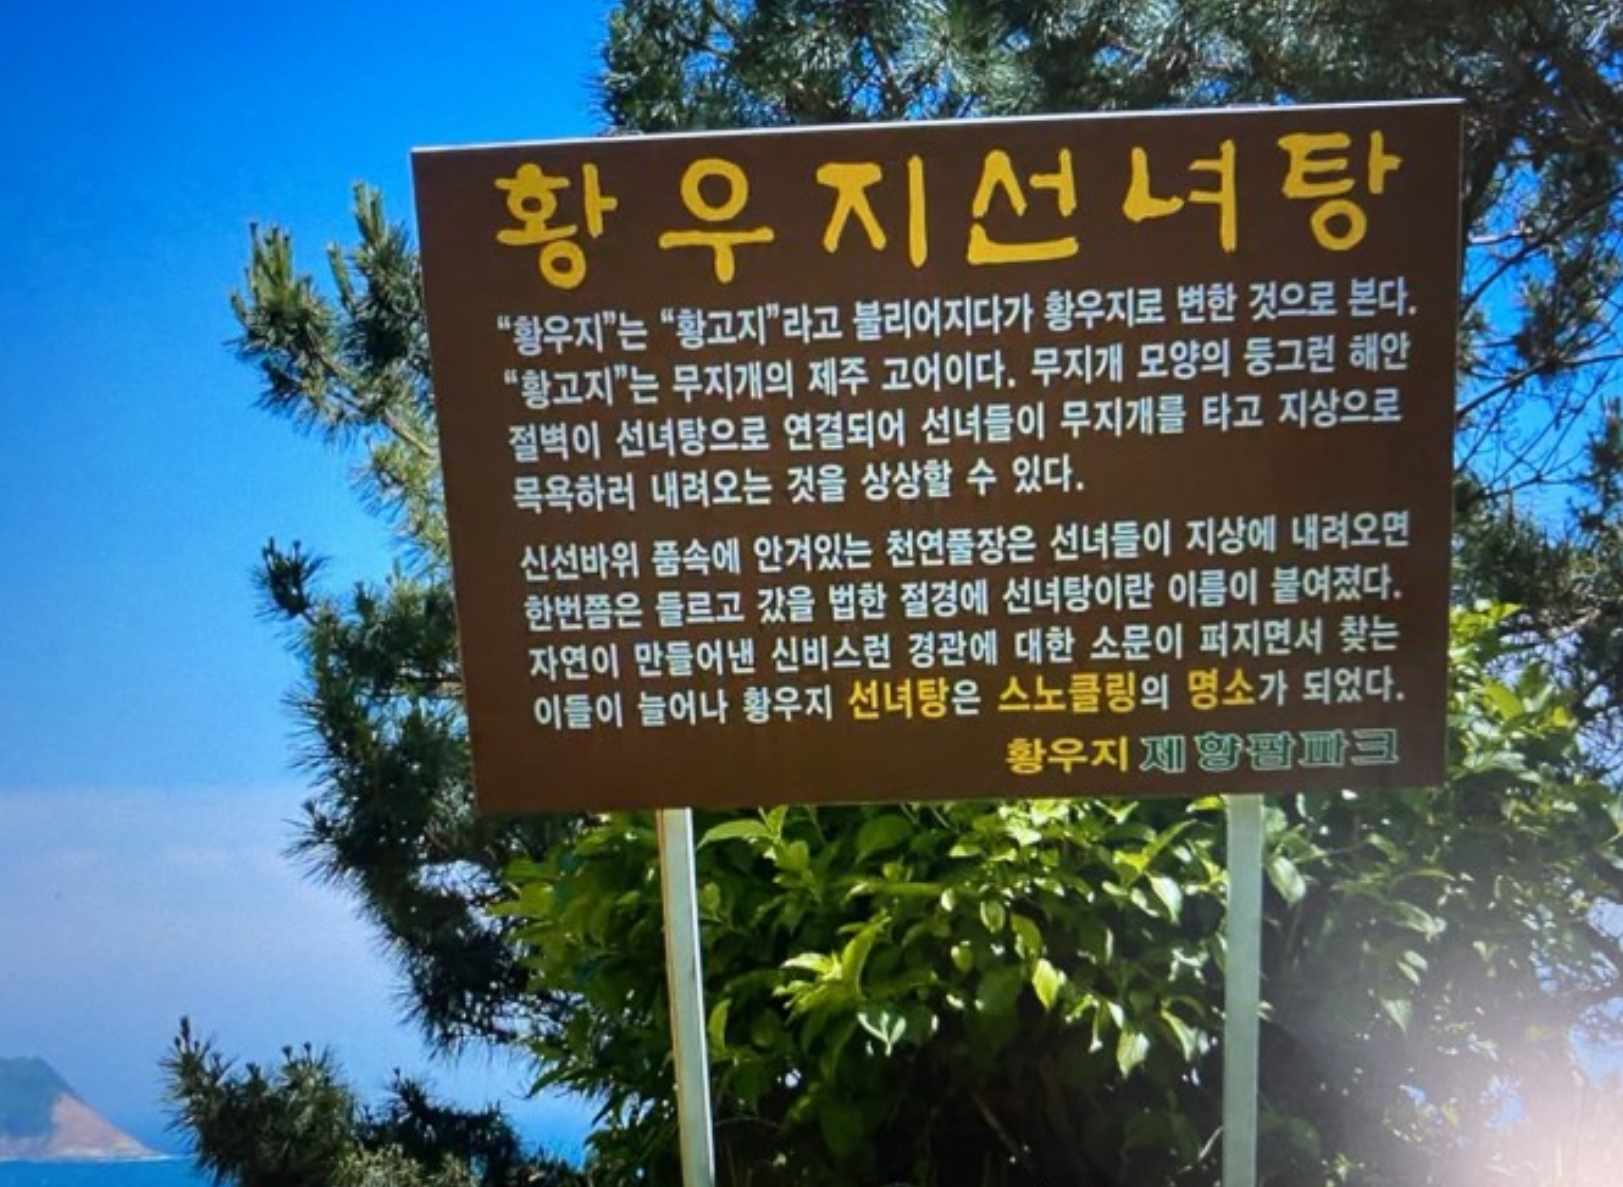 황우지선녀탕
“황우지”는 “황고지”라고 불리어지다가 황우지로 변한 것으로 본다.
“황고지”는 무지개의 제주 고어이다. 무지개 모양의 둥그런 해안
절벽이 선녀탕으로 연결되어 선녀들이 무지개를 타고 지상으로
목욕하러 내려오는 것을 상상할 수 있다.
신선바위 품속에 안겨있는 천연풀장은 선녀들이 지상에 내려오면
한번쯤은 들르고 갔을 법한 절경에 선녀탕이란 이름이 붙여졌다.
자연이 만들어낸 신비스런 경관에 대한 소문이 퍼지면서 찾는
이들이 늘어나 황우지 선녀탕은 스노클링의 명소가 되었다.
황우지